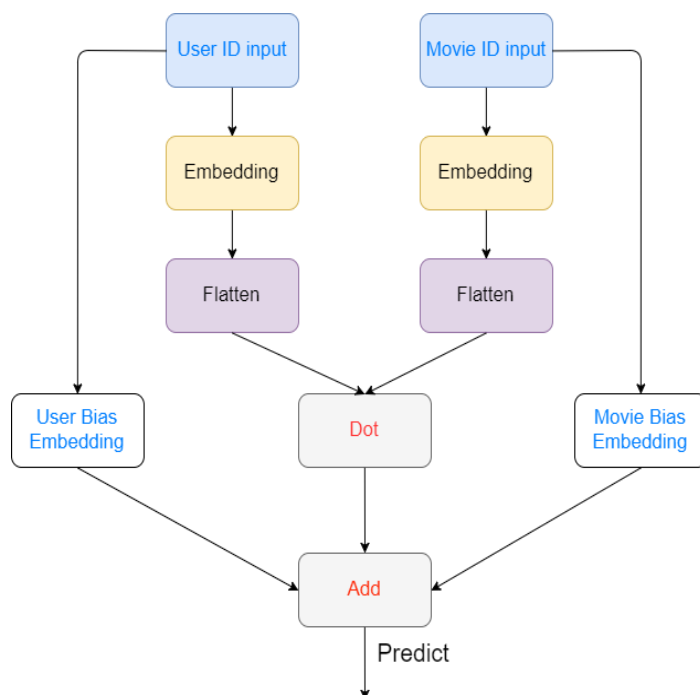 User ID input
Movie ID input
Embedding
Embedding
Flatten
Flatten
User Bias
Embedding
Dot
Movie Bias
Embedding
Add
Predict